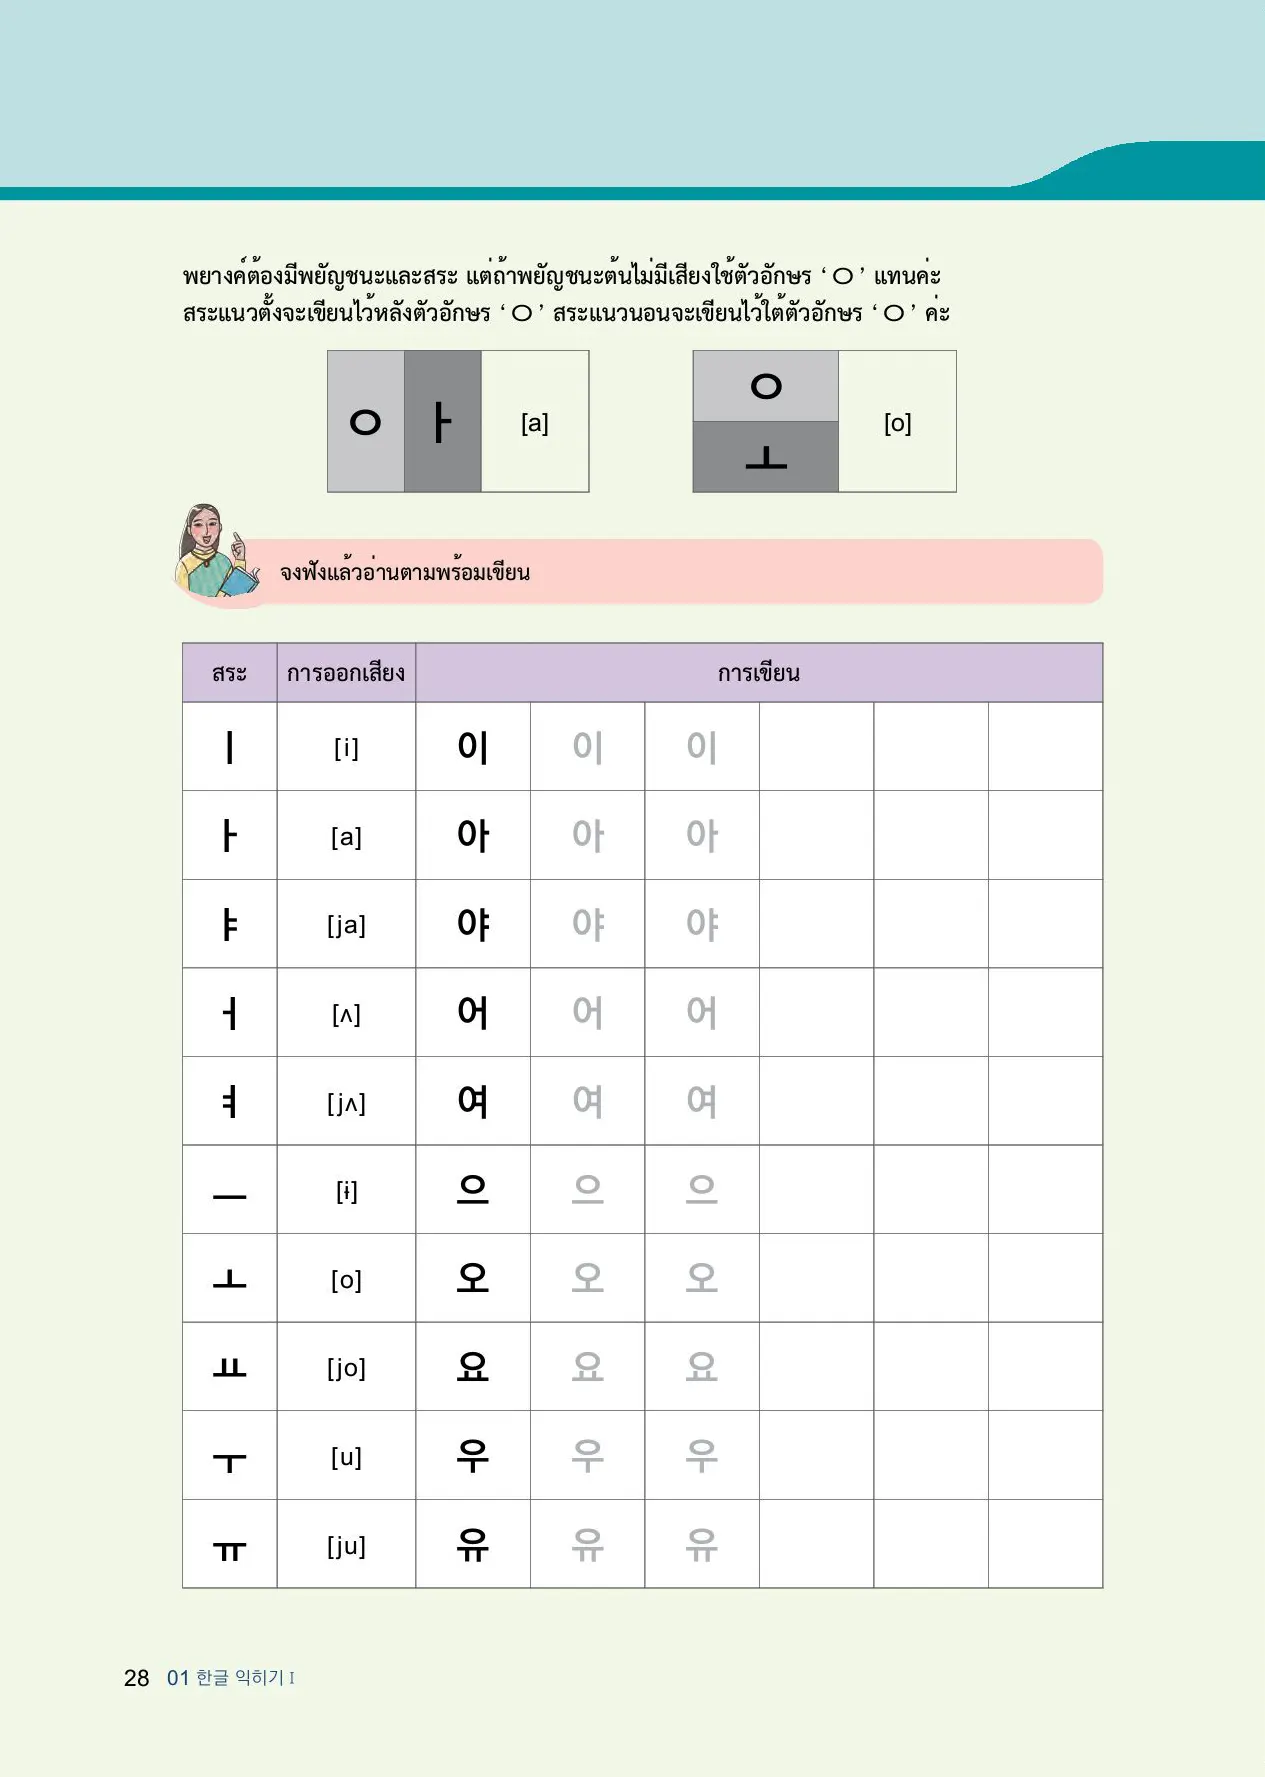 พยางค์ต้องมีพยัญชนะและสระ แต่ถ้าพยัญชนะต้นไม่มีเสียงใช้ตัวอักษร ‘ㅇ’ แทนค่ะ
สระแนวตั้งจะเขียนไว้หลังตัวอักษร ‘ㅇ’ สระแนวนอนจะเขียนไว้ใต้ตัวอักษร ‘ㅇ’ ค่ะ
ㅇ ㅏ [a]
ㅇ
ㅗ [o]
จงฟังแล้วอ่านตามพร้อมเขียน
สระ การออกเสียง การเขียน
ㅣ [i] 이 이 이
ㅏ [a] 아 아 아
ㅑ [ja] 야 야 야
ㅓ [ʌ] 어 어 어
ㅕ [jʌ] 여 여 여
ㅡ [ɨ] 으 으 으
ㅗ [o] 오 오 오
ㅛ [jo] 요 요 요
ㅜ [u] 우 우 우
ㅠ [ju] 유 유 유
28 01 한글 익히기 I